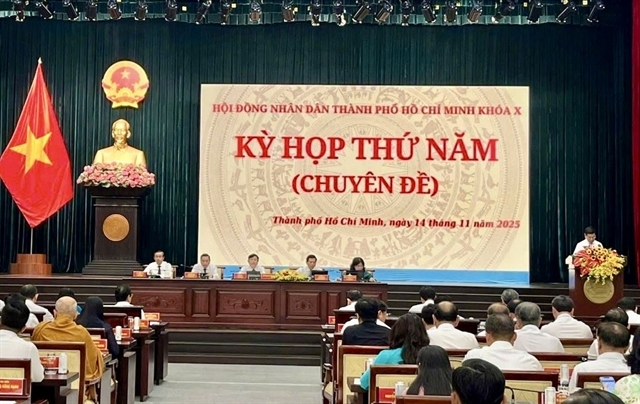 HỘI ĐỒNG NHÂN DÂN THÀNH PHỐ HỒ CHÍ MINH KHÓA X
KỲ HỌP THỨ NĂM
(CHUYÊN ĐỀ)
Thành phố Hồ Chí Minh, ngày 14 tháng 11 năm 2025